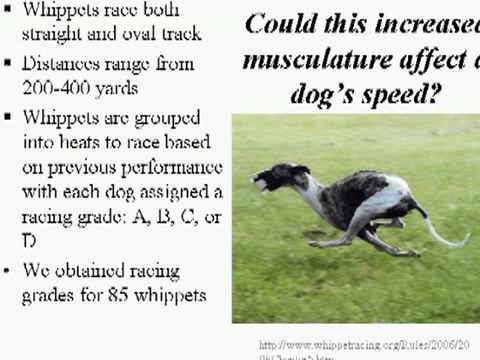 Whippets race both
straight and oval track
Distances range from
200-400 yards
Whippets are grouped
into heats to race based
on previous performance
with each dog assigned a
racing grade: A, B, C, or
D
We obtained racing
grades for 85 whippets
Could this increased
musculature affect a
dog's speed?
http://www.whippetracing.org/Rules/2006/20